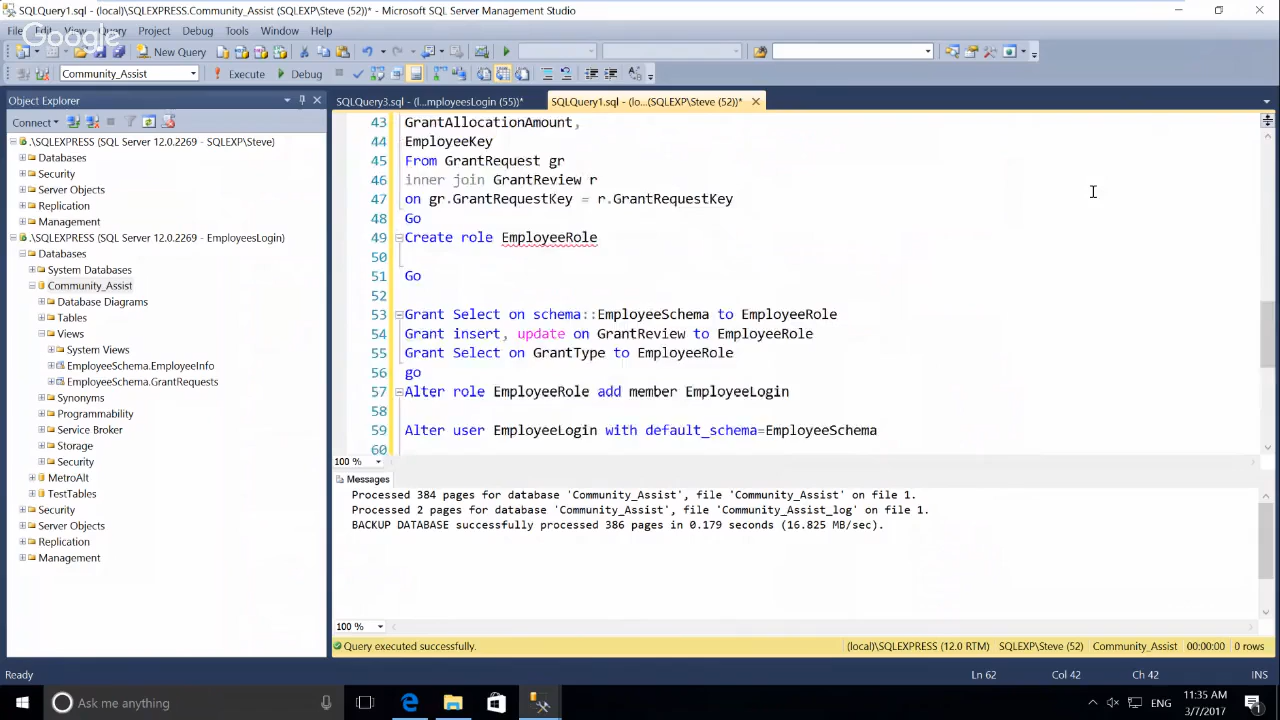 SQLQuery1.sql - (local)\SQLEXPRESS.Community_Assist (SQLEXP\Steve (52))* - Microsoft SQL Server Management Studio
File Edit View Query Project Debug Tools Window Help
Google
New Query
Community_Assist Execute Debug
Object Explorer
SQLQuery3.sql - (l...mployeesLogin (55))*
SQLQuery1.sql - (lo...(SQLEXP\Steve (52))*
Connect
.\SQLEXPRESS (SQL Server 12.0.2269 - SQLEXP\Steve)
Databases
Security
Server Objects
Replication
Management
.\SQLEXPRESS (SQL Server 12.0.2269 - EmployeesLogin)
Databases
System Databases
Community_Assist
Database Diagrams
Tables
Views
System Views
EmployeeSchema.EmployeeInfo
EmployeeSchema.GrantRequests
Synonyms
Programmability
Service Broker
Storage
Security
MetroAlt
TestTables
Security
Server Objects
Replication
Management
43 GrantAllocationAmount,
44 EmployeeKey
45 From GrantRequest gr
46 inner join GrantReview r
47 on gr.GrantRequestKey = r.GrantRequestKey
48 Go
49 Create role EmployeeRole
50
51 Go
52
53 Grant Select on schema::EmployeeSchema to EmployeeRole
54 Grant insert, update on GrantReview to EmployeeRole
55 Grant Select on GrantType to EmployeeRole
56 go
57 Alter role EmployeeRole add member EmployeeLogin
58
59 Alter user EmployeeLogin with default_schema=EmployeeSchema
60
100 %
Messages
Processed 384 pages for database 'Community_Assist', file 'Community_Assist' on file 1.
Processed 2 pages for database 'Community_Assist', file 'Community_Assist_log' on file 1.
BACKUP DATABASE successfully processed 386 pages in 0.179 seconds (16.825 MB/sec).
100 %
Query executed successfully. (local)\SQLEXPRESS (12.0 RTM) SQLEXP\Steve (52) Community_Assist 00:00:00 0 rows
Ready Ln 62 Col 42 Ch 42 INS
Ask me anything
ENG
11:35 AM
3/7/2017
1